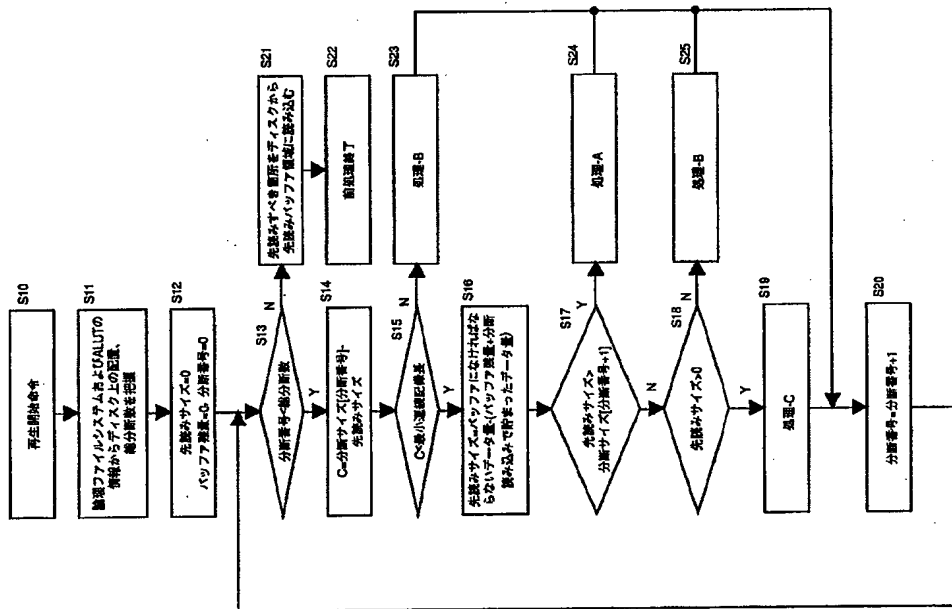 S10
再生開始命令
S11
論理ファイルシステムおよびALUTの
情報からディスク上の配置、
総分断数を把握
S12
先読みサイズ=0
バッファ残量=0、分断番号=0
S13
分断番号<総分断数
N
Y
S21
先読みすべき箇所をディスクから
先読みバッファ領域に読み込む
S22
前処理終了
S14
C=分断サイズ[分断番号]-
先読みサイズ
S15
C<最小連続記録長
N
Y
S23
処理-B
S16
先読みサイズ=バッファになければな
らないデータ量-(バッファ残量+分断
読み込みで貯まったデータ量)
S17
先読みサイズ>
分断サイズ[分断番号+1]
Y
N
S24
処理-A
S18
先読みサイズ>0
N
Y
S25
処理-B
S19
処理-C
S20
分断番号=分断番号+1